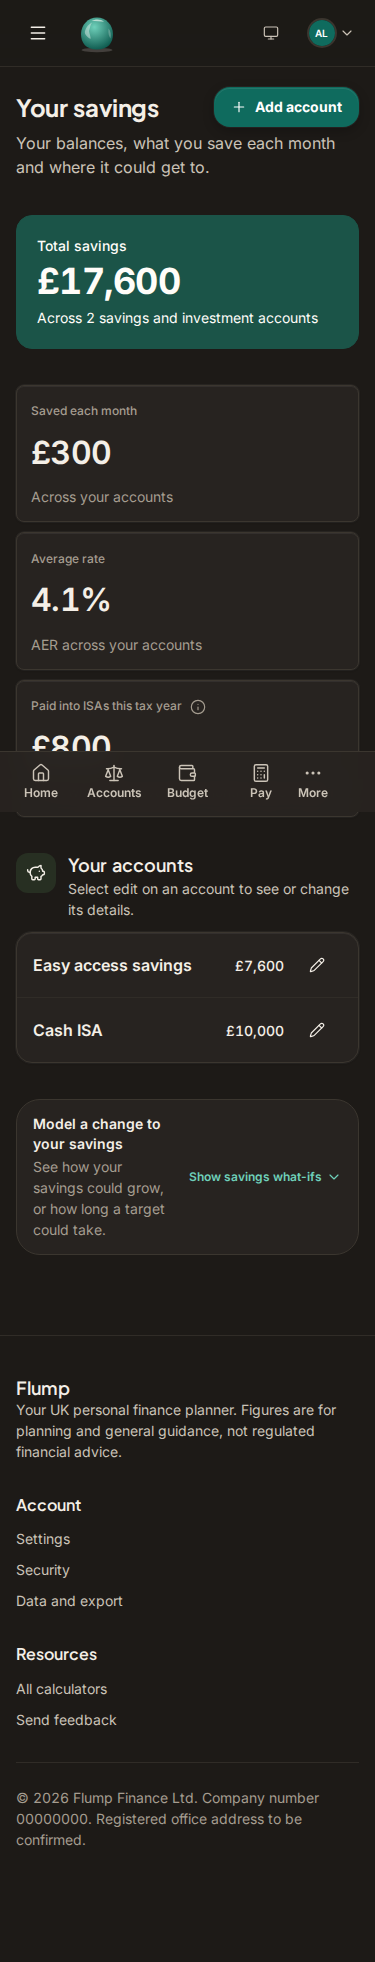 AL
Your savings
Add account
Your balances, what you save each month
and where it could get to.
Total savings
£17,600
Across 2 savings and investment accounts
Saved each month
£300
Across your accounts
Average rate
4.1%
AER across your accounts
Paid into ISAs this tax year
£800
Home
Accounts
Budget
Pay
More
Your accounts
Select edit on an account to see or change
its details.
Easy access savings £7,600
Cash ISA £10,000
Model a change to
your savings
See how your
savings could grow,
or how long a target
could take.
Show savings what-ifs
Flump
Your UK personal finance planner. Figures are for
planning and general guidance, not regulated
financial advice.
Account
Settings
Security
Data and export
Resources
All calculators
Send feedback
© 2026 Flump Finance Ltd. Company number
00000000. Registered office address to be
confirmed.